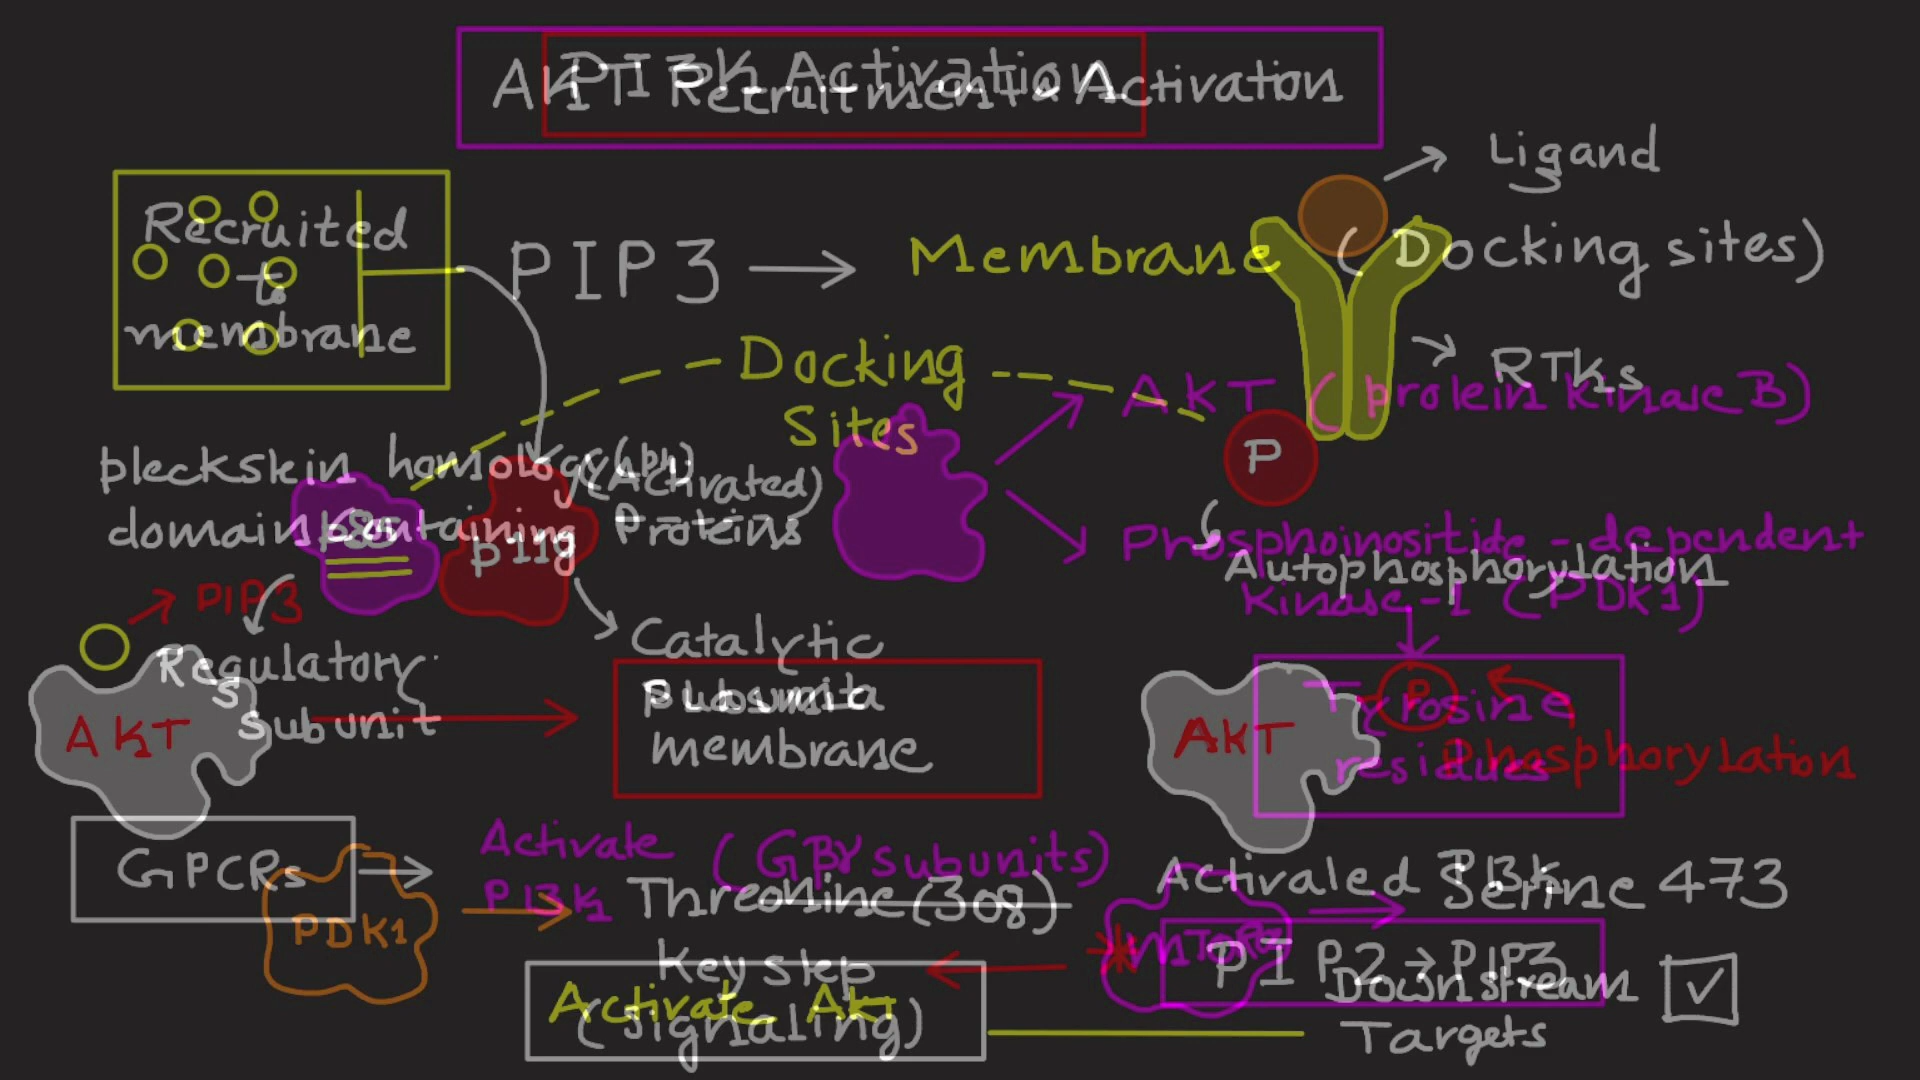 PI3K Activation
AKT Recruitment & Activation
Ligand
Recruited
to
membrane
PIP3 → Membrane (Docking sites)
Docking
Sites
RTKs
AKT (protein kinase B)
P
pleckskin homology (PH)
domain containing Proteins
(Activated)
p85
p110
Phosphoinositide-dependent
kinase-1 (PDK1)
Autophosphorylation
PIP3
Regulatory
subunit
Catalytic
AKT
membrane
AKT
P
Tyrosine
residues
Phosphorylation
GPCRs
Activate
PI3K
(Gβγ subunits)
PDK1
Threonine (308)
Activated PI3K
Serine 473
mTORC2
PIP2 → PIP3
Key step
(signaling)
Activate AKT
Downstream
Targets